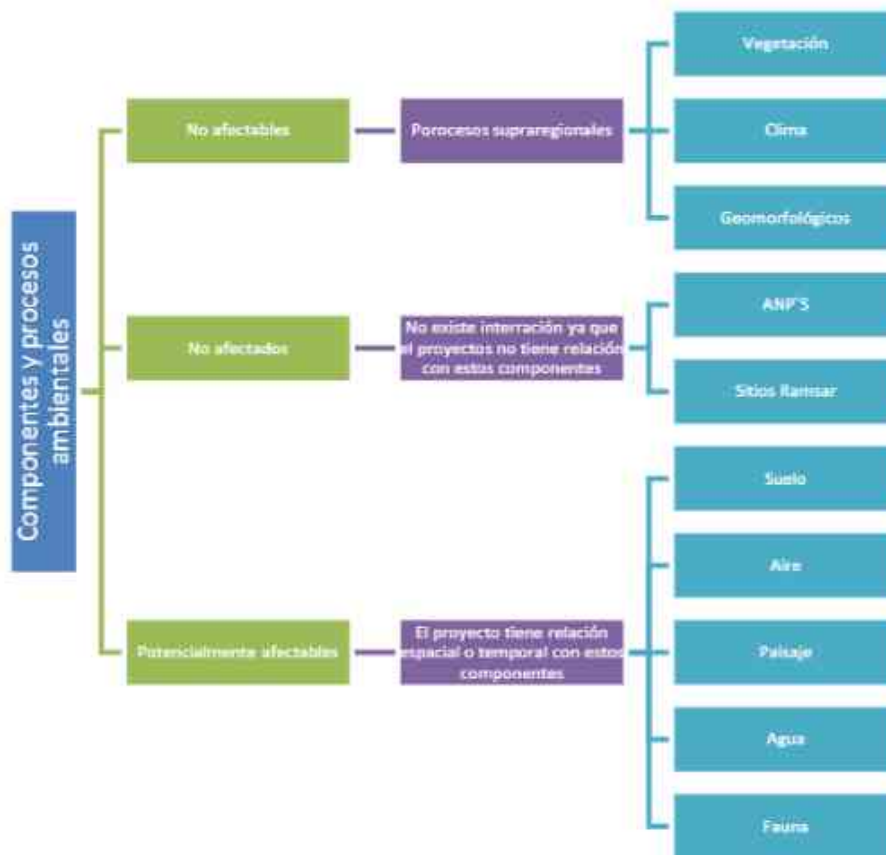 Componentes y procesos
ambientales
No afectables
Porocesos supraregionales
Vegetación
Clima
Geomorfológicos
No afectados
No existe interración ya que
el proyectos no tiene relación
con estos componentes
ANP'S
Sitios Ramsar
Potencialmente afectables
El proyecto tiene relación
espacial o temporal con estos
componentes
Suelo
Aire
Paisaje
Agua
Fauna